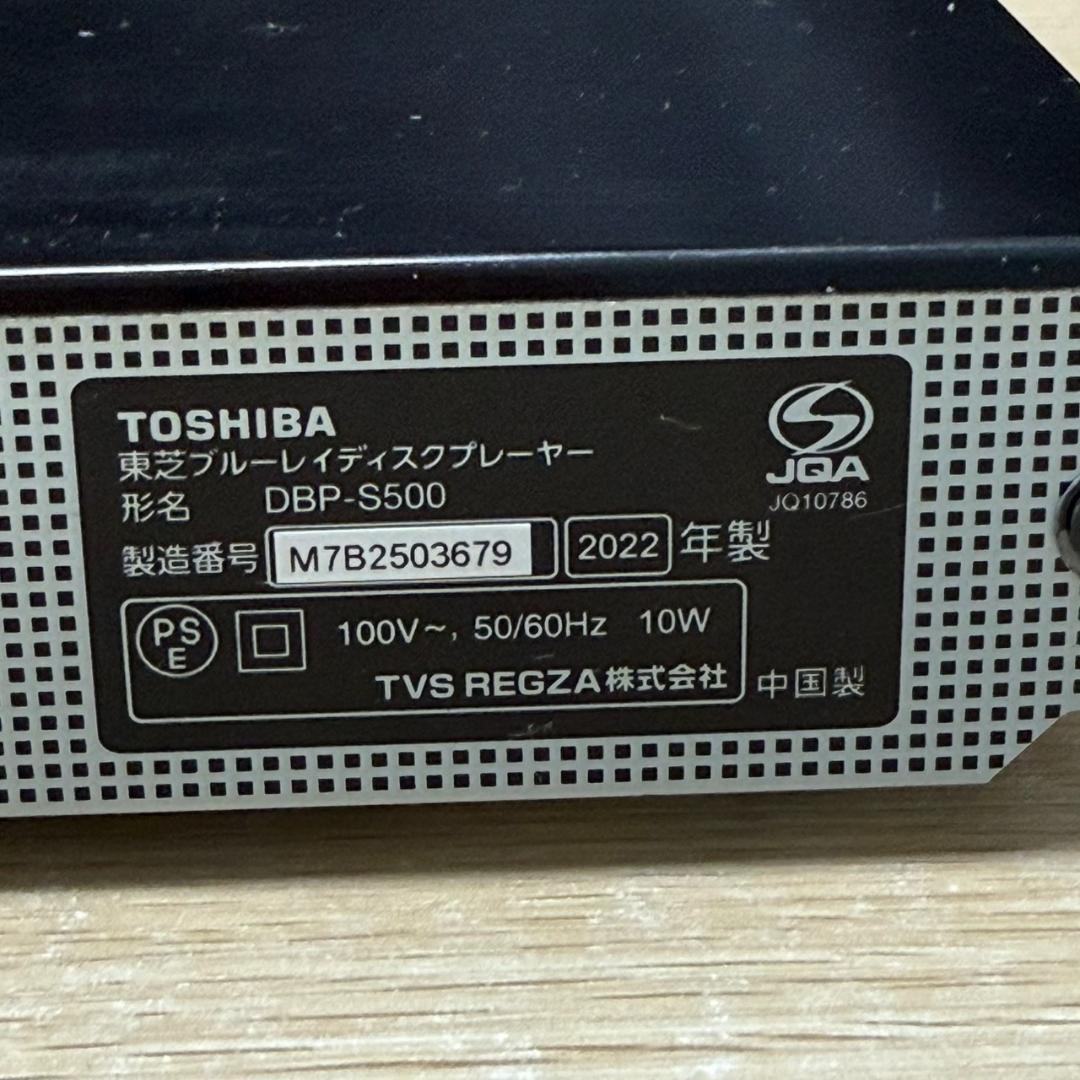 TOSHIBA
東芝ブルーレイディスクプレーヤー
形名 DBP-S500
製造番号 M7B2503679 2022 年製
JQA
JQ10786
PS
E
100V~, 50/60Hz 10W
TVS REGZA株式会社
中国製